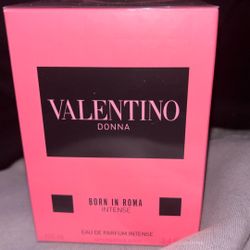 VALENTINO
DONNA
BORN IN ROMA
INTENSE
EAU DE PARFUM INTENSE